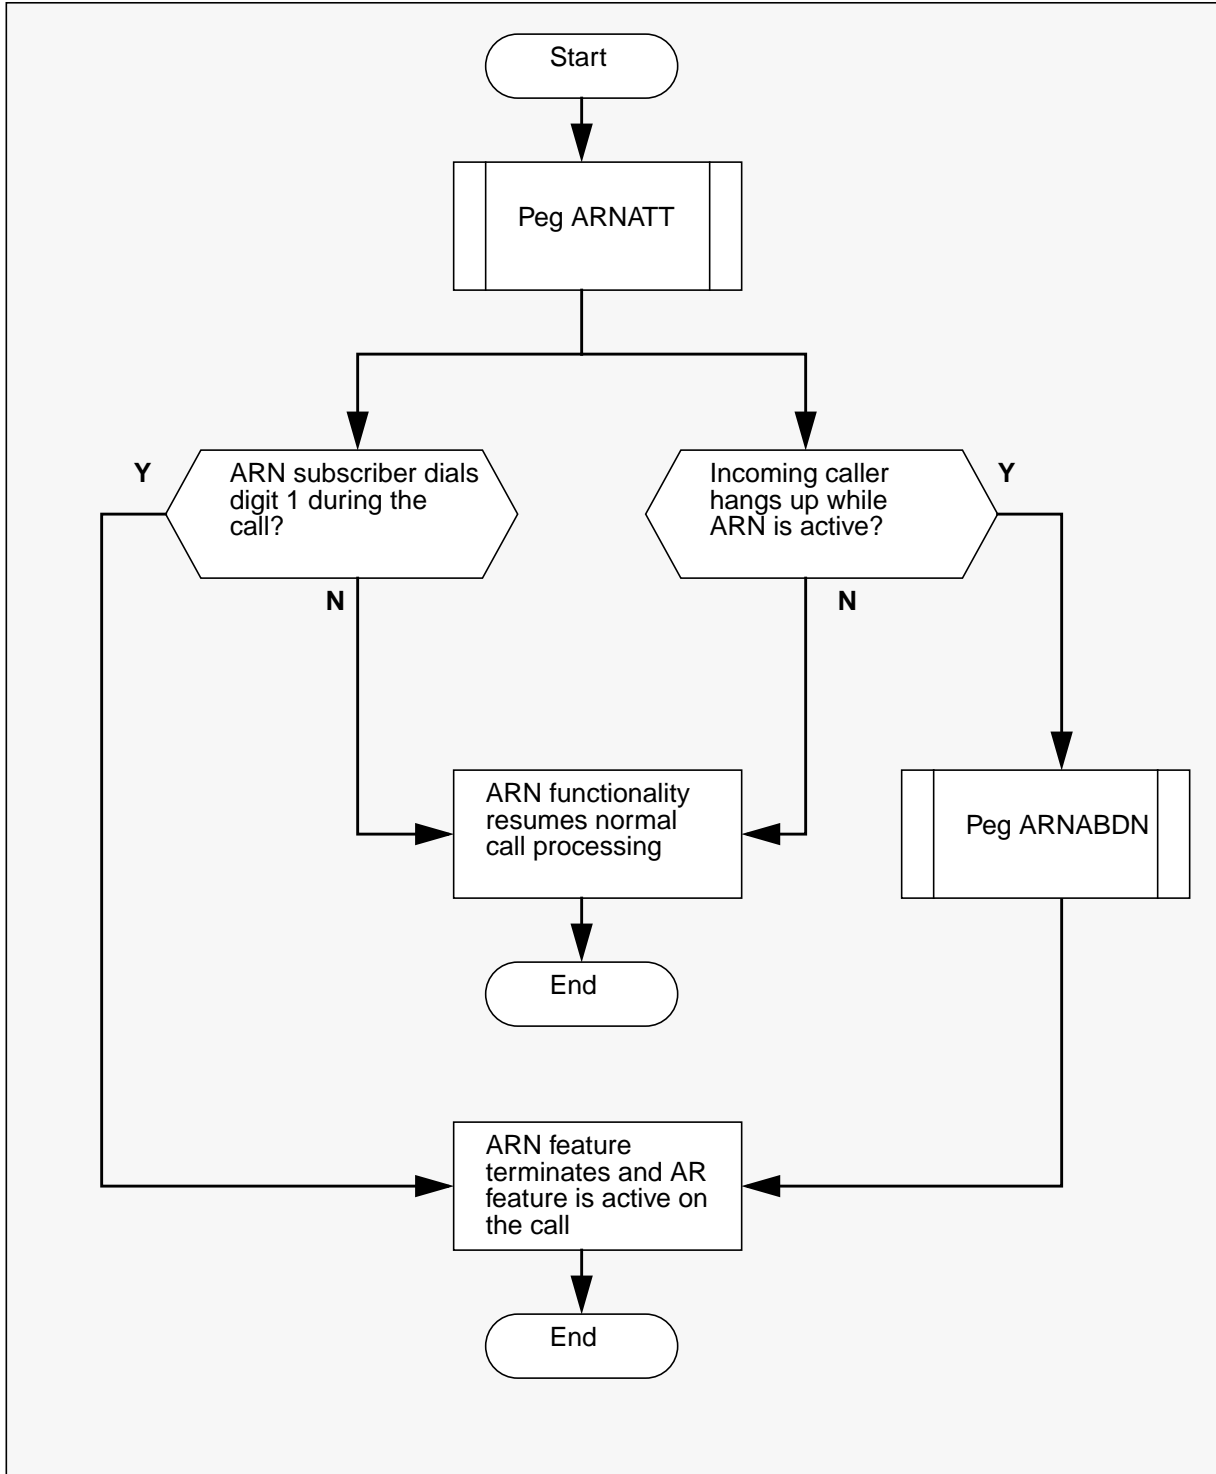 Start
Peg ARNATT
Y
ARN subscriber dials
digit 1 during the
call?
Incoming caller
hangs up while
ARN is active?
Y
N
N
ARN functionality
resumes normal
call processing
Peg ARNABDN
End
ARN feature
terminates and AR
feature is active on
the call
End